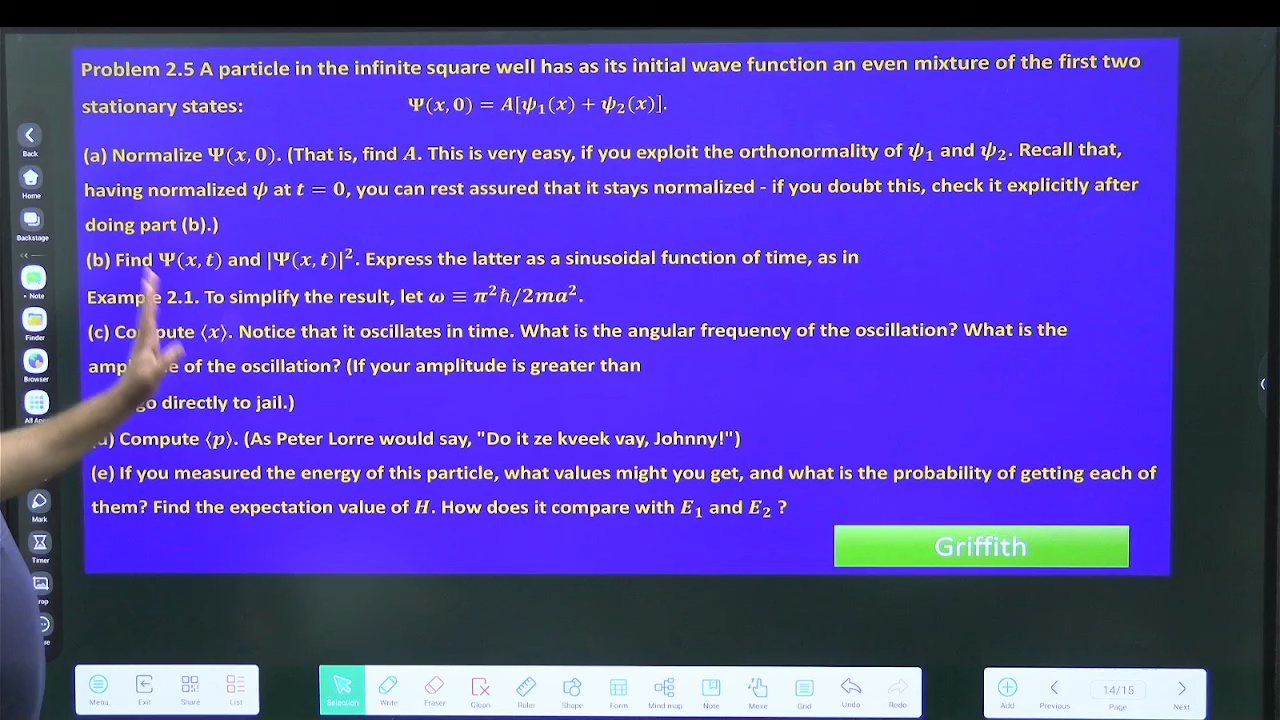 Problem 2.5 A particle in the infinite square well has as its initial wave function an even mixture of the first two
stationary states: Ψ(x, 0) = A[ψ₁(x) + ψ₂(x)].
(a) Normalize Ψ(x, 0). (That is, find A. This is very easy, if you exploit the orthonormality of ψ₁ and ψ₂. Recall that,
having normalized ψ at t = 0, you can rest assured that it stays normalized - if you doubt this, check it explicitly after
doing part (b).)
(b) Find Ψ(x, t) and |Ψ(x, t)|². Express the latter as a sinusoidal function of time, as in
Example 2.1. To simplify the result, let ω ≡ π²ℏ/2ma².
(c) Compute ⟨x⟩. Notice that it oscillates in time. What is the angular frequency of the oscillation? What is the
of the oscillation? (If your amplitude is greater than
go directly to jail.)
Compute ⟨p⟩. (As Peter Lorre would say, "Do it ze kveek vay, Johnny!")
(e) If you measured the energy of this particle, what values might you get, and what is the probability of getting each of
them? Find the expectation value of H. How does it compare with E₁ and E₂ ?
Griffith
Back
Home
Backstage
Note
Finder
Browser
Mark
Timer
Menu
Exit
Share
List
Selection
Write
Eraser
Clean
Ruler
Shape
Form
Mind map
Note
Move
Grid
Undo
Redo
Add
Previous
14/15
Page
Next